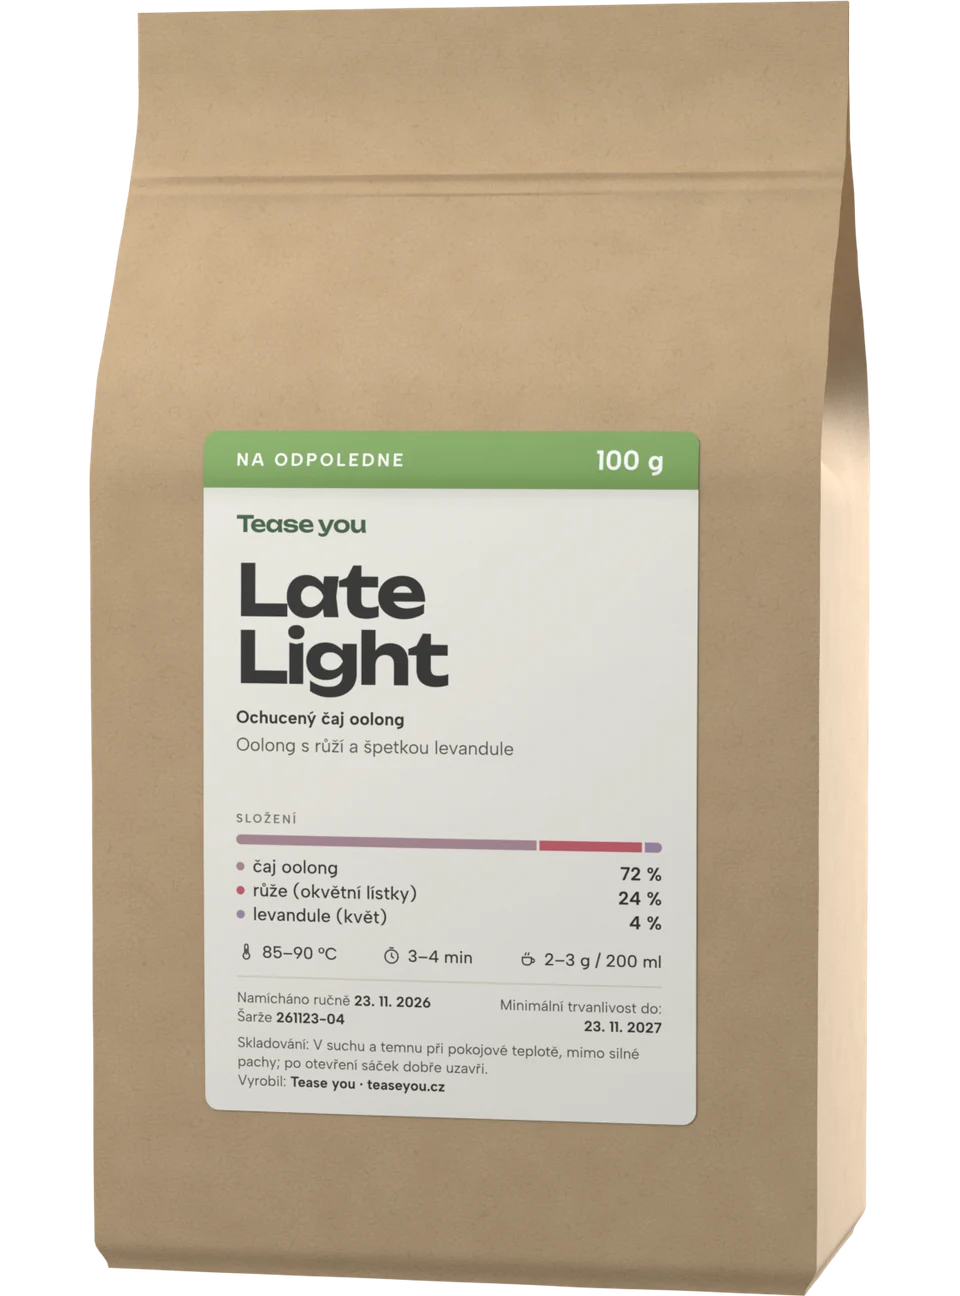 NA ODPOLEDNE 100 g
Tease you
Late
Light
Ochucený čaj oolong
Oolong s růží a špetkou levandule
SLOŽENÍ
čaj oolong 72 %
růže (okvětní lístky) 24 %
levandule (květ) 4 %
85–90 °C 3–4 min 2–3 g / 200 ml
Namícháno ručně 23. 11. 2026
Šarže 261123-04
Minimální trvanlivost do:
23. 11. 2027
Skladování: V suchu a temnu při pokojové teplotě, mimo silné
pachy; po otevření sáček dobře uzavři.
Vyrobil: Tease you · teaseyou.cz